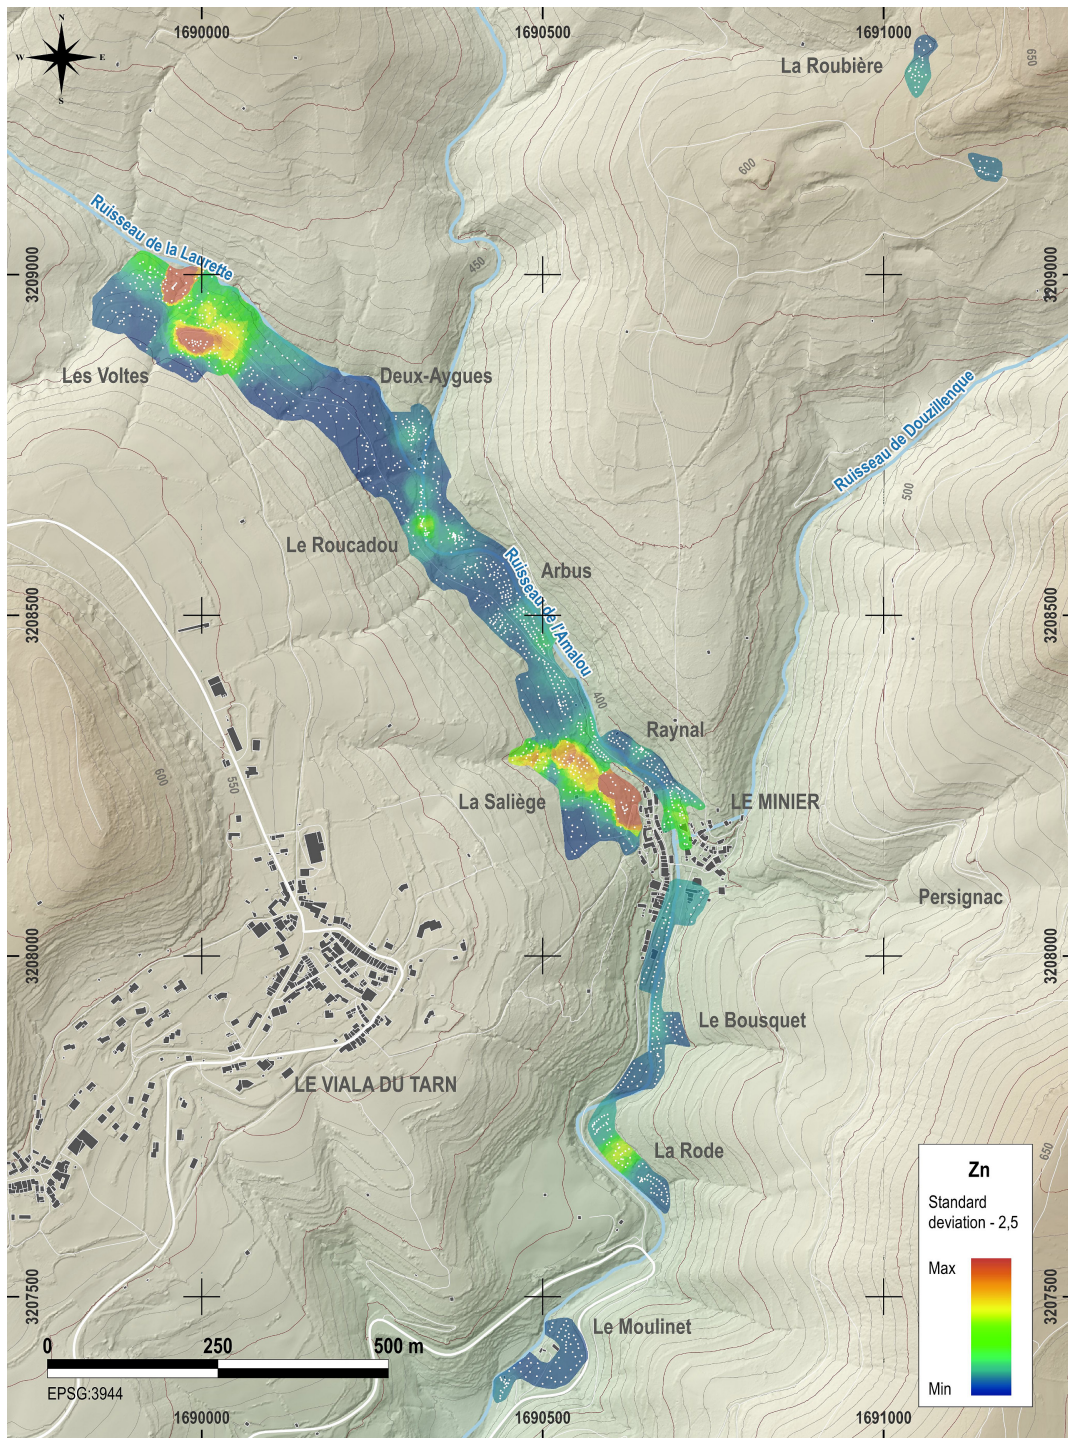 1690000
1690500
1691000
N
W
E
S
La Roubière
650
600
Ruisseau de la Laurette
450
3209000
3209000
Les Voltes
Deux-Aygues
Ruisseau de Douzillenque
500
Le Roucadou
Ruisseau de l'Amalou
Arbus
3208500
3208500
400
Raynal
600
550
La Saliège
LE MINIER
Persignac
3208000
3208000
Le Bousquet
LE VIALA DU TARN
La Rode
650
Zn
Standard
deviation - 2,5
Max
Min
3207500
3207500
Le Moulinet
0
250
500 m
EPSG:3944
1690000
1690500
1691000